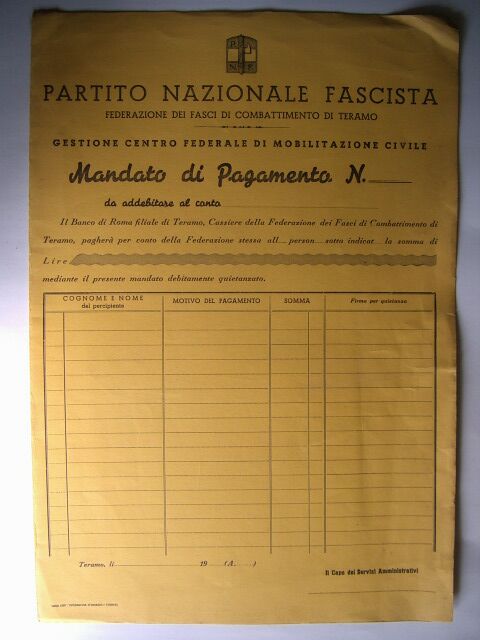 P N F
PARTITO NAZIONALE FASCISTA
FEDERAZIONE DEI FASCI DI COMBATTIMENTO DI TERAMO
GESTIONE CENTRO FEDERALE DI MOBILITAZIONE CIVILE
Mandato di Pagamento N.
da addebitare al conto
Il Banco di Roma filiale di Teramo, Cassiere della Federazione dei Fasci di Combattimento di
Teramo, pagherà per conto della Federazione stessa all... person... sotto indicat... la somma di
Lire
mediante il presente mandato debitamente quietanzato.
COGNOME E NOME del percipiente MOTIVO DEL PAGAMENTO SOMMA Firma per quietanza
Teramo, lì 19 (A. )
Il Capo dei Servizi Amministrativi